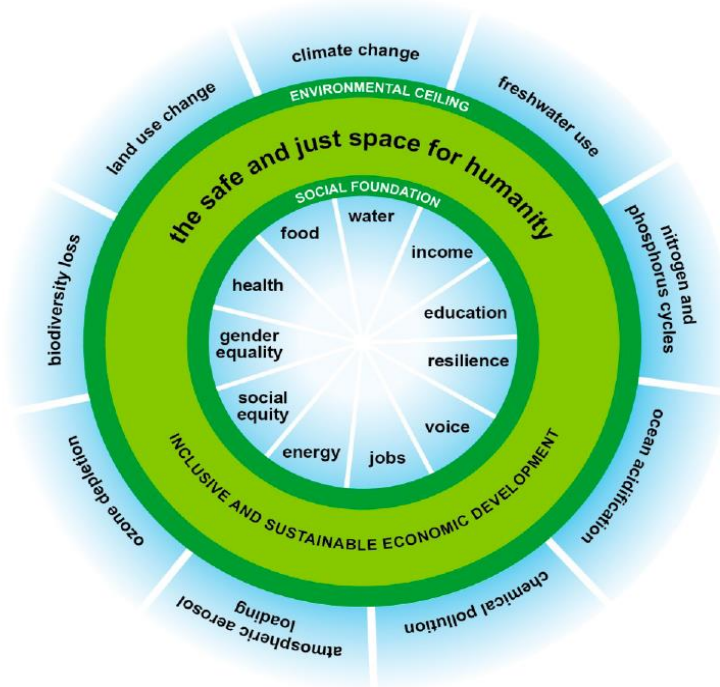 climate change
freshwater use
nitrogen and
phosphorus cycles
ocean acidification
chemical pollution
atmospheric aerosol
loading
ozone depletion
biodiversity loss
land use change
ENVIRONMENTAL CEILING
the safe and just space for humanity
SOCIAL FOUNDATION
water
income
education
resilience
voice
jobs
energy
social
equity
gender
equality
health
food
INCLUSIVE AND SUSTAINABLE ECONOMIC DEVELOPMENT